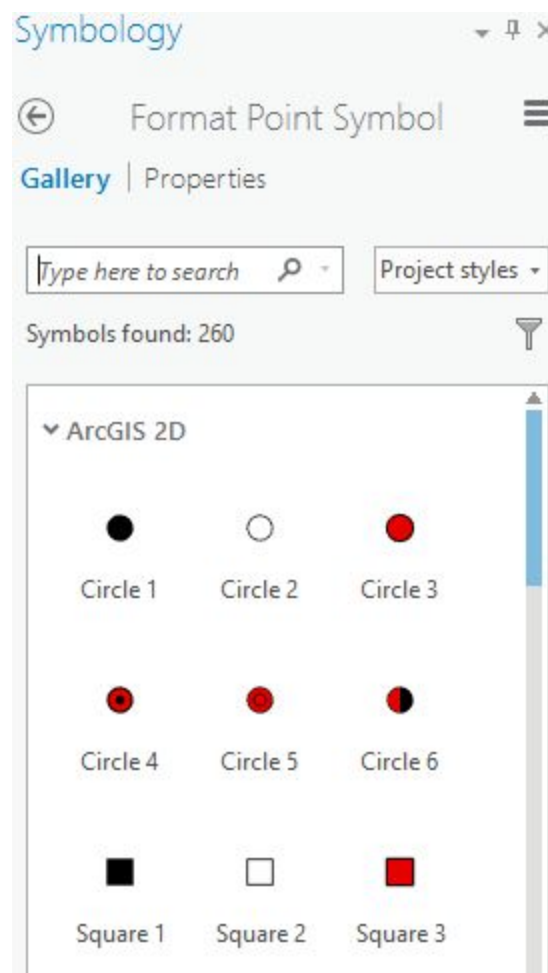 Symbology
Format Point Symbol
Gallery | Properties
Type here to search
Project styles
Symbols found: 260
ArcGIS 2D
Circle 1 Circle 2 Circle 3
Circle 4 Circle 5 Circle 6
Square 1 Square 2 Square 3